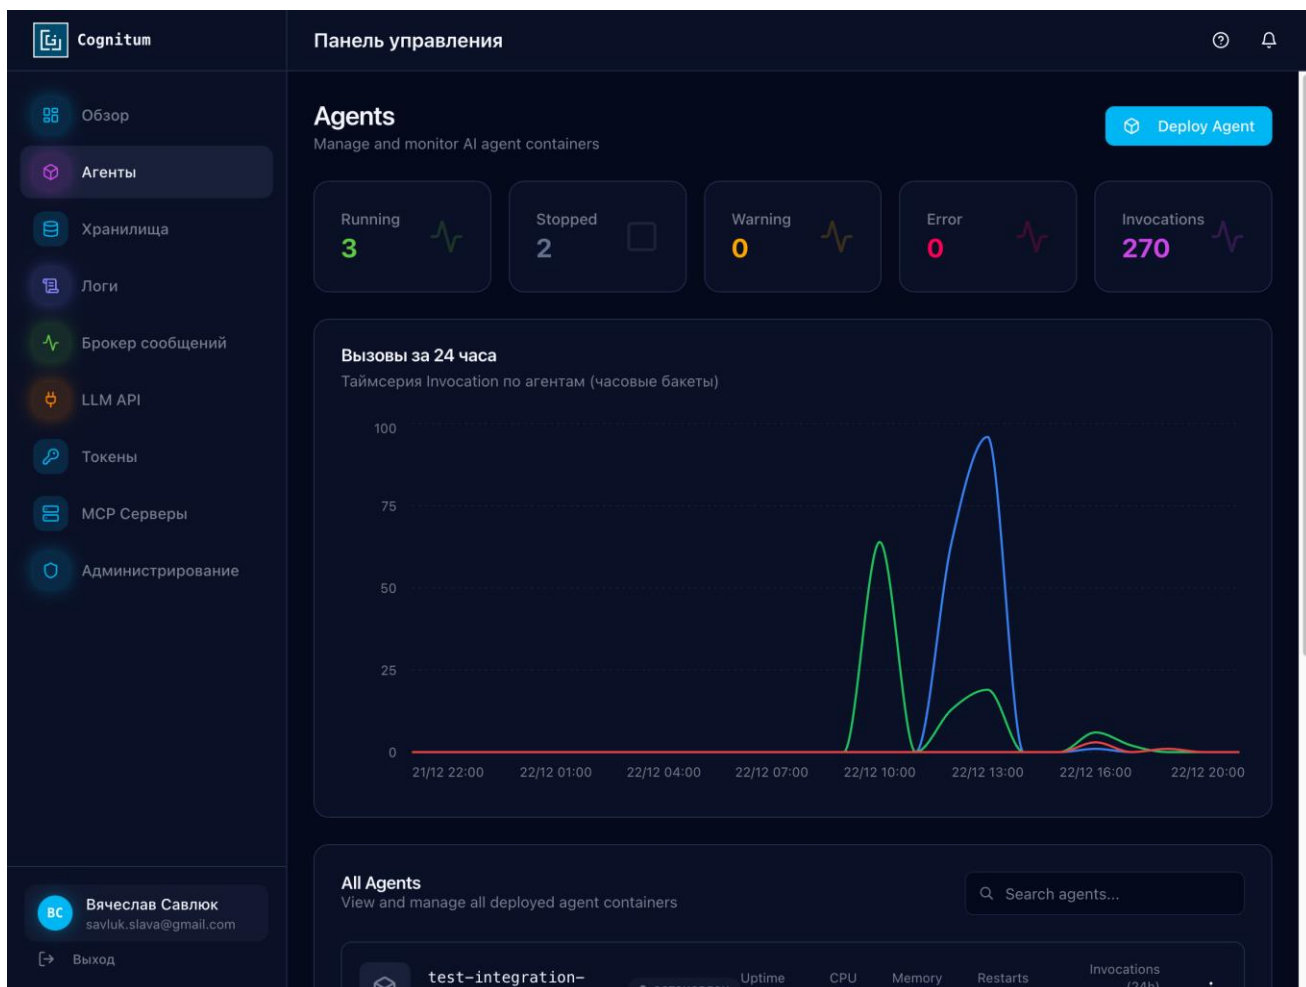 Cognitum
Панель управления
Обзор
Агенты
Хранилища
Логи
Брокер сообщений
LLM API
Токены
MCP Серверы
Администрирование
ВС
Вячеслав Савлюк
savluk.slava@gmail.com
Выход
Agents
Manage and monitor AI agent containers
Deploy Agent
Running
3
Stopped
2
Warning
0
Error
0
Invocations
270
Вызовы за 24 часа
Таймсерия Invocation по агентам (часовые бакеты)
100
75
50
25
0
21/12 22:00 22/12 01:00 22/12 04:00 22/12 07:00 22/12 10:00 22/12 13:00 22/12 16:00 22/12 20:00
All Agents
View and manage all deployed agent containers
Search agents...
test-integration-
Uptime CPU Memory Restarts
Invocations
(24h)